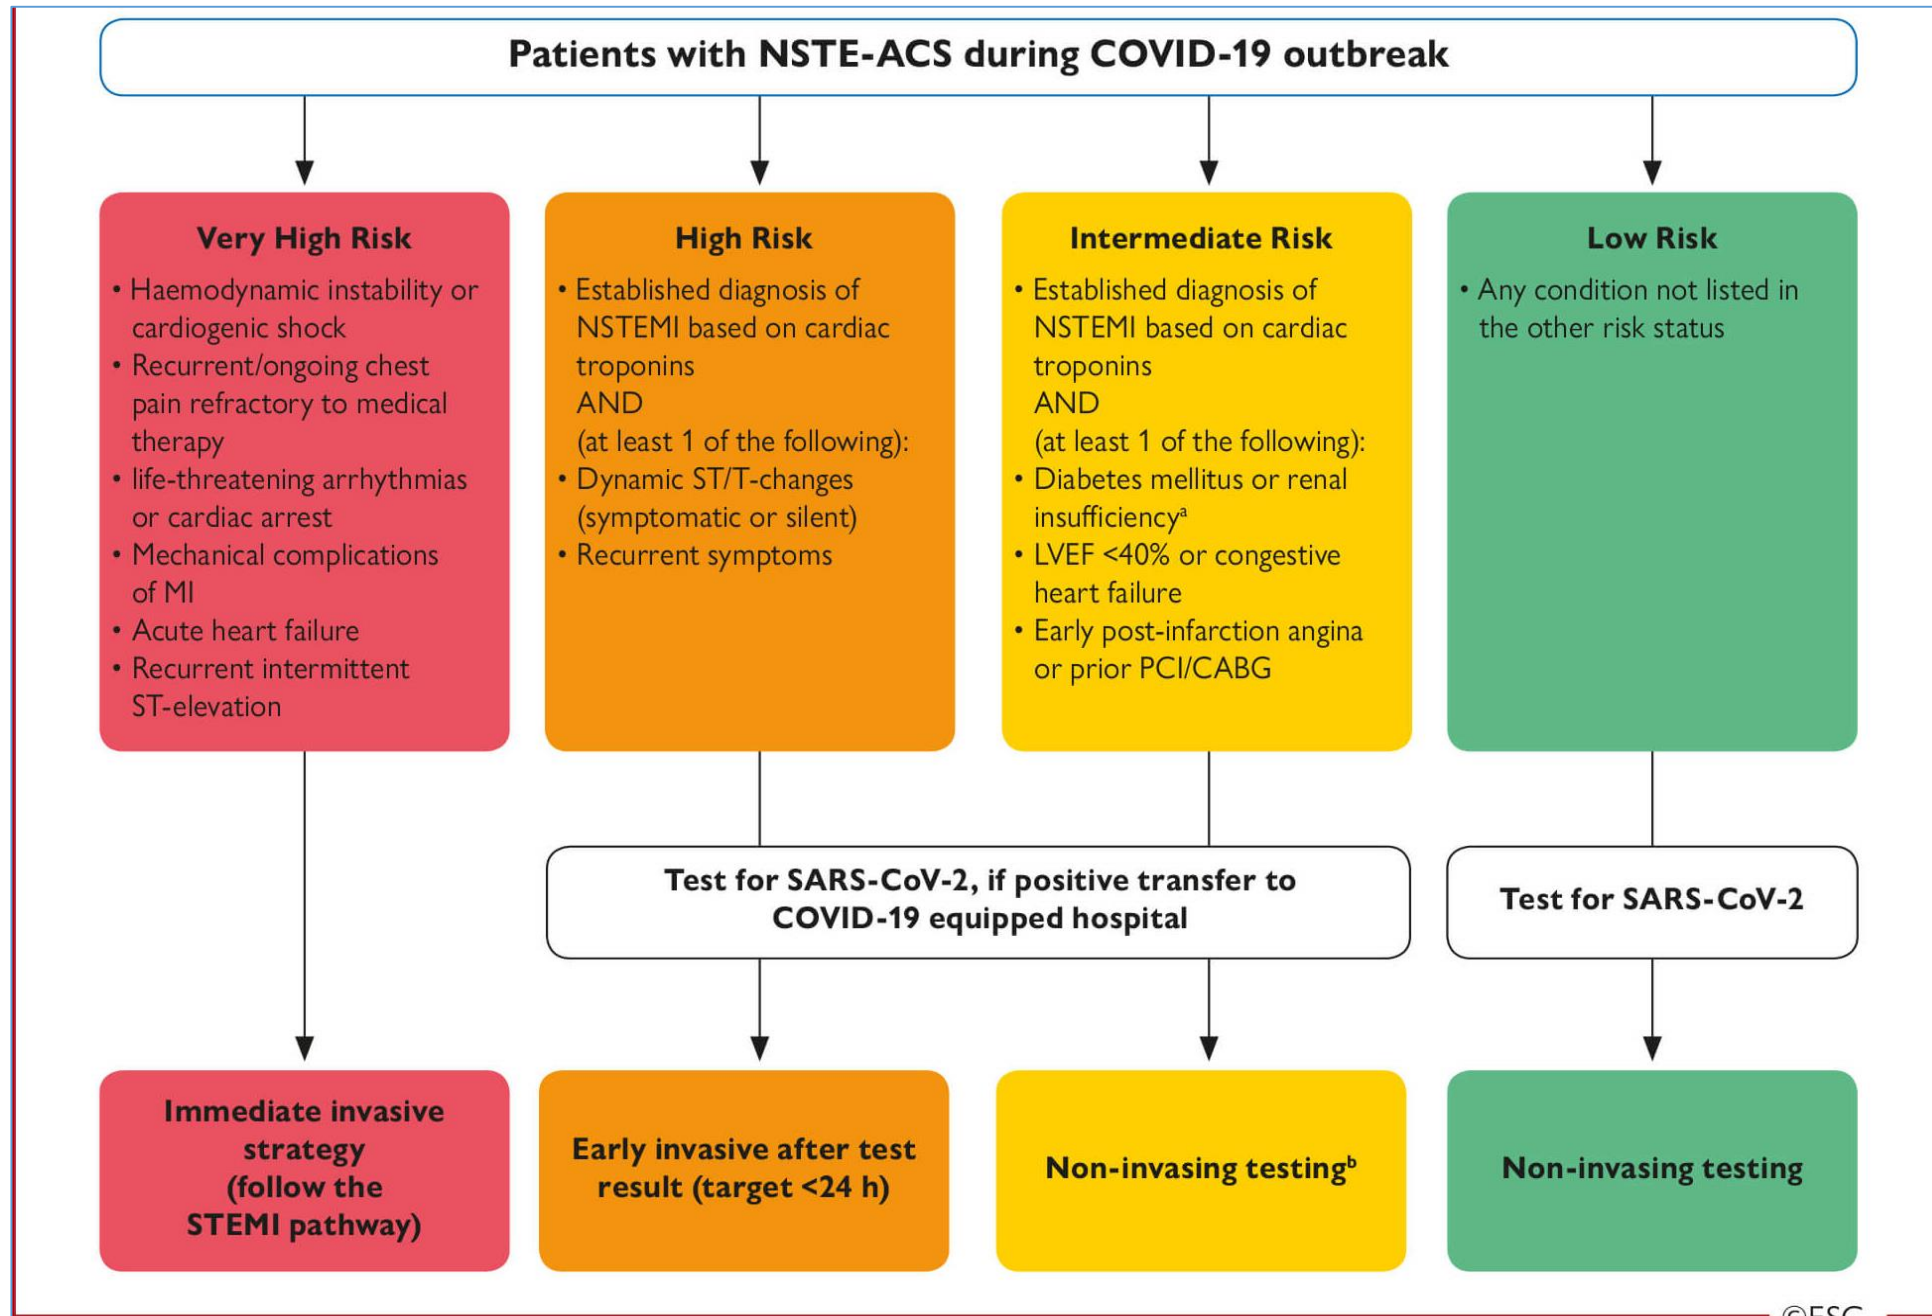 Patients with NSTE-ACS during COVID-19 outbreak
Very High Risk
• Haemodynamic instability or
cardiogenic shock
• Recurrent/ongoing chest
pain refractory to medical
therapy
• life-threatening arrhythmias
or cardiac arrest
• Mechanical complications
of MI
• Acute heart failure
• Recurrent intermittent
ST-elevation
High Risk
• Established diagnosis of
NSTEMI based on cardiac
troponins
AND
(at least 1 of the following):
• Dynamic ST/T-changes
(symptomatic or silent)
• Recurrent symptoms
Intermediate Risk
• Established diagnosis of
NSTEMI based on cardiac
troponins
AND
(at least 1 of the following):
• Diabetes mellitus or renal
insufficiencyᵃ
• LVEF <40% or congestive
heart failure
• Early post-infarction angina
or prior PCI/CABG
Low Risk
• Any condition not listed in
the other risk status
Test for SARS-CoV-2, if positive transfer to
COVID-19 equipped hospital
Test for SARS-CoV-2
Immediate invasive
strategy
(follow the
STEMI pathway)
Early invasive after test
result (target <24 h)
Non-invasing testingᵇ
Non-invasing testing
©ESC